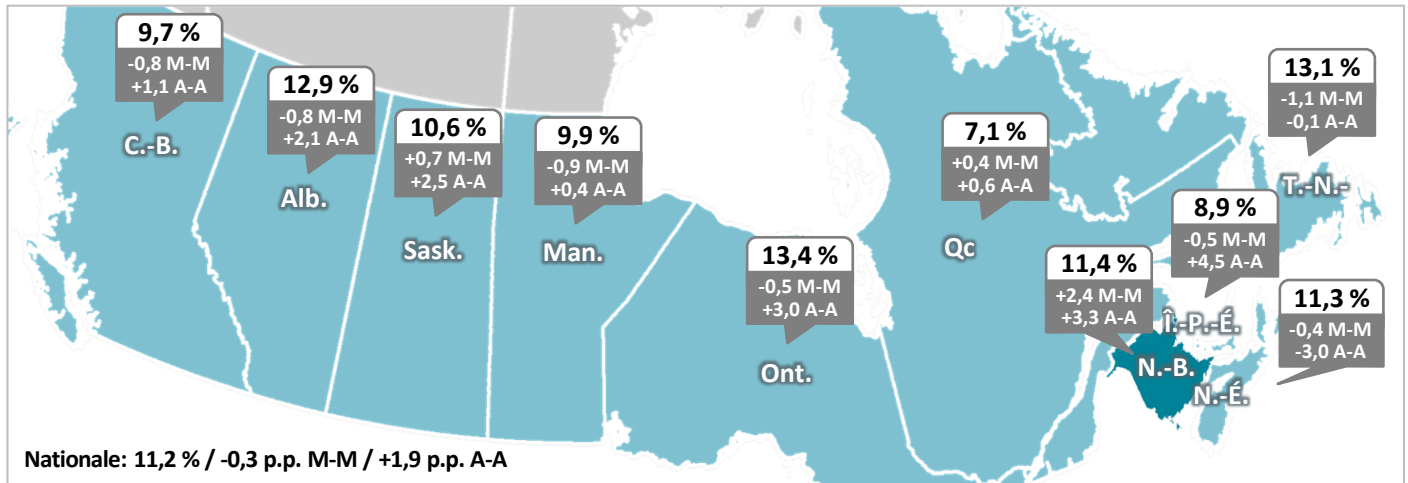 9,7 %
-0,8 M-M
+1,1 A-A
C.-B.
12,9 %
-0,8 M-M
+2,1 A-A
Alb.
10,6 %
+0,7 M-M
+2,5 A-A
Sask.
9,9 %
-0,9 M-M
+0,4 A-A
Man.
13,4 %
-0,5 M-M
+3,0 A-A
Ont.
7,1 %
+0,4 M-M
+0,6 A-A
Qc
13,1 %
-1,1 M-M
-0,1 A-A
T.-N.-
8,9 %
-0,5 M-M
+4,5 A-A
Î.-P.-É.
11,4 %
+2,4 M-M
+3,3 A-A
N.-B.
11,3 %
-0,4 M-M
-3,0 A-A
N.-É.
Nationale: 11,2 % / -0,3 p.p. M-M / +1,9 p.p. A-A